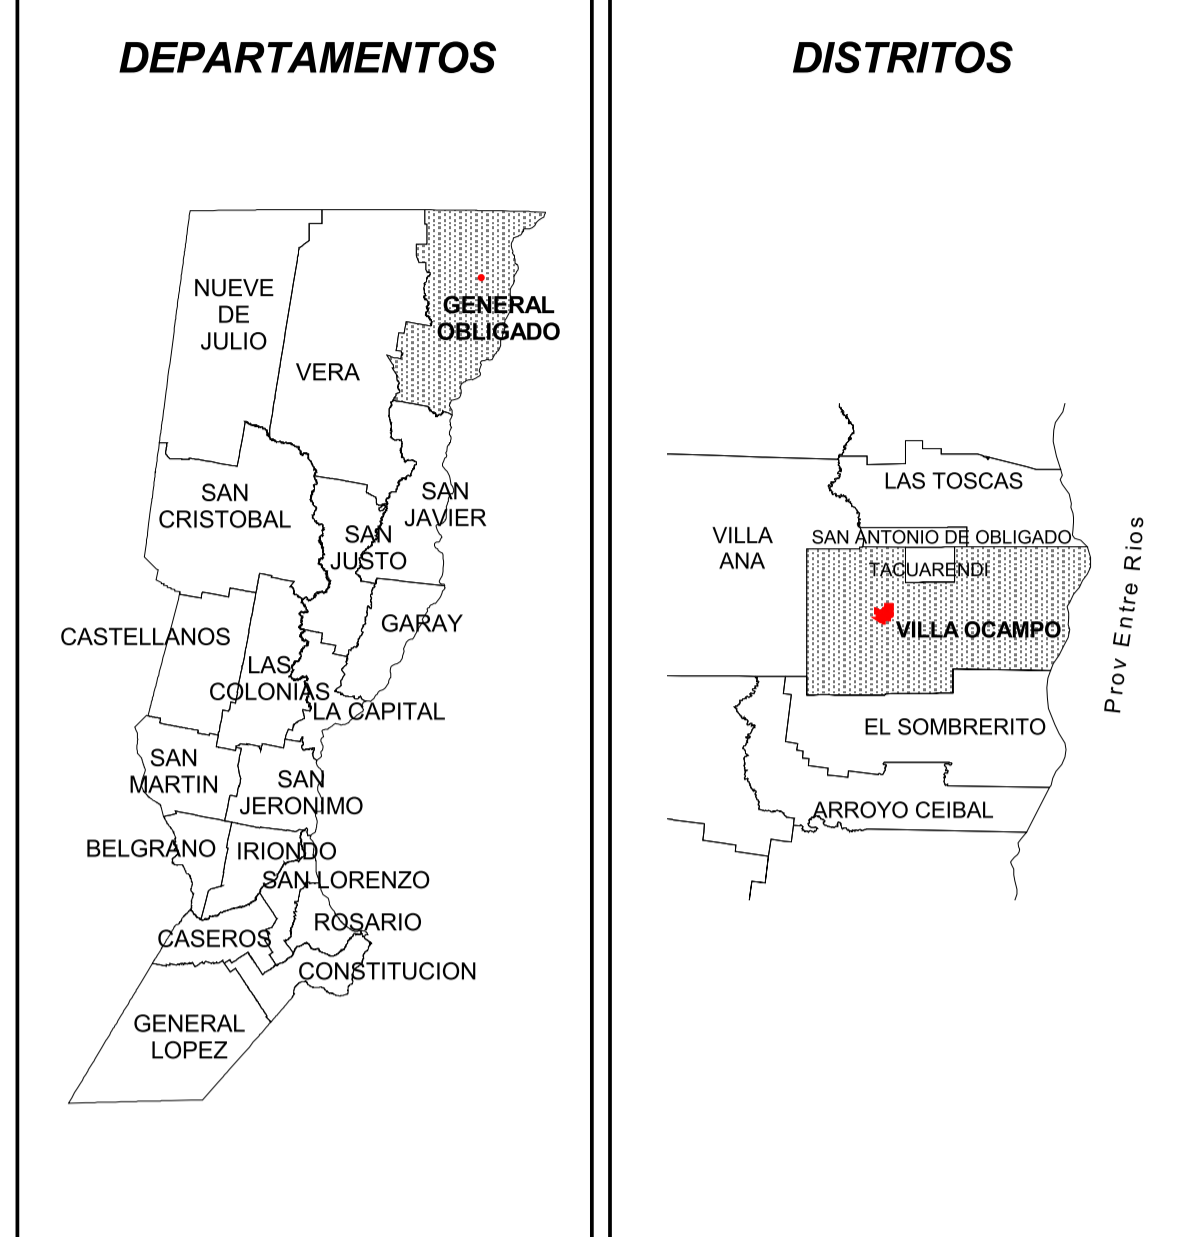 DEPARTAMENTOS
NUEVE
DE
JULIO
VERA
GENERAL
OBLIGADO
SAN
CRISTOBAL
SAN
JAVIER
SAN
JUSTO
CASTELLANOS
GARAY
LAS
COLONIAS
LA CAPITAL
SAN
MARTIN
SAN
JERONIMO
BELGRANO
IRIONDO
SAN LORENZO
ROSARIO
CASEROS
CONSTITUCION
GENERAL
LOPEZ
DISTRITOS
LAS TOSCAS
VILLA
ANA
SAN ANTONIO DE OBLIGADO
TACUARENDI
VILLA OCAMPO
Prov Entre Rios
EL SOMBRERITO
ARROYO CEIBAL